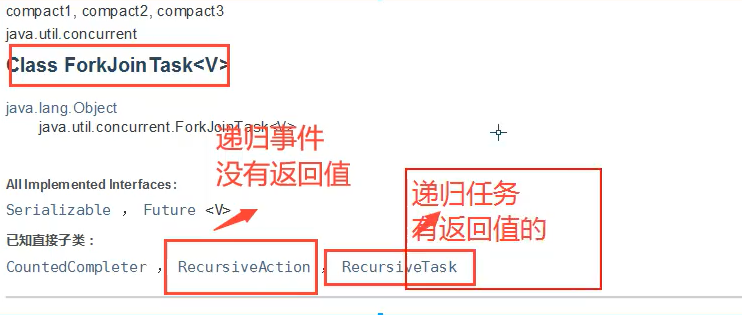 compact1, compact2, compact3
java.util.concurrent
Class ForkJoinTask<V>
java.lang.Object
java.util.concurrent.ForkJoinTask<V>
递归事件
没有返回值
递归任务
有返回值的
All Implemented Interfaces:
Serializable , Future <V>
已知直接子类：
CountedCompleter , RecursiveAction , RecursiveTask